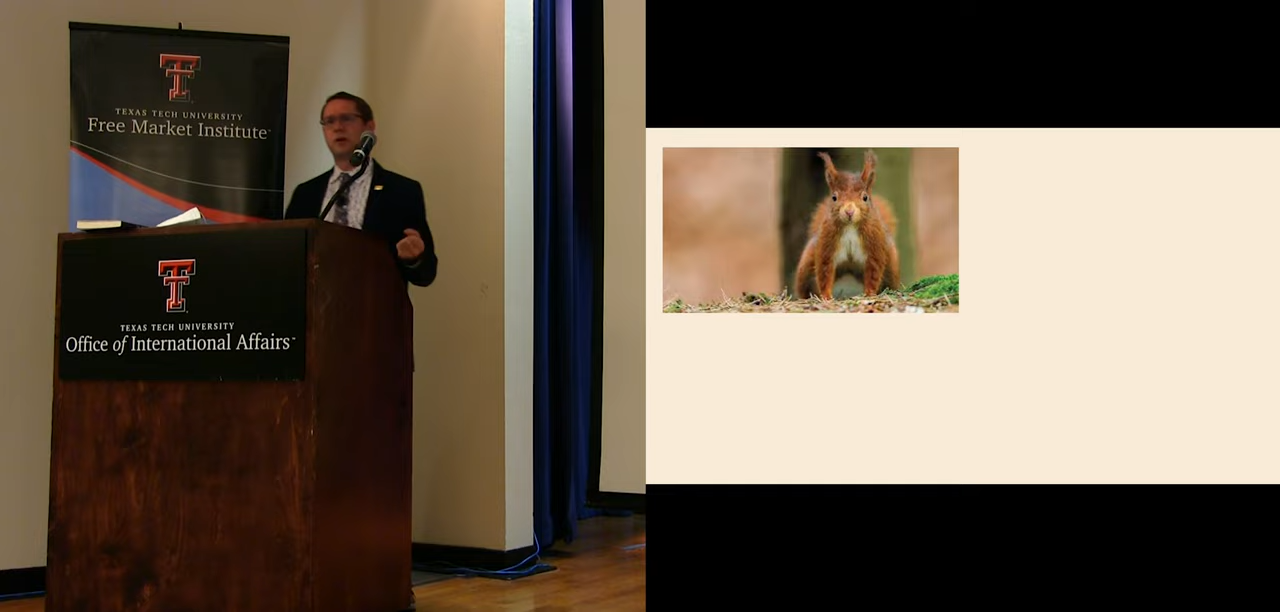 TEXAS TECH UNIVERSITY
Free Market Institute
TEXAS TECH UNIVERSITY
Office of International Affairs